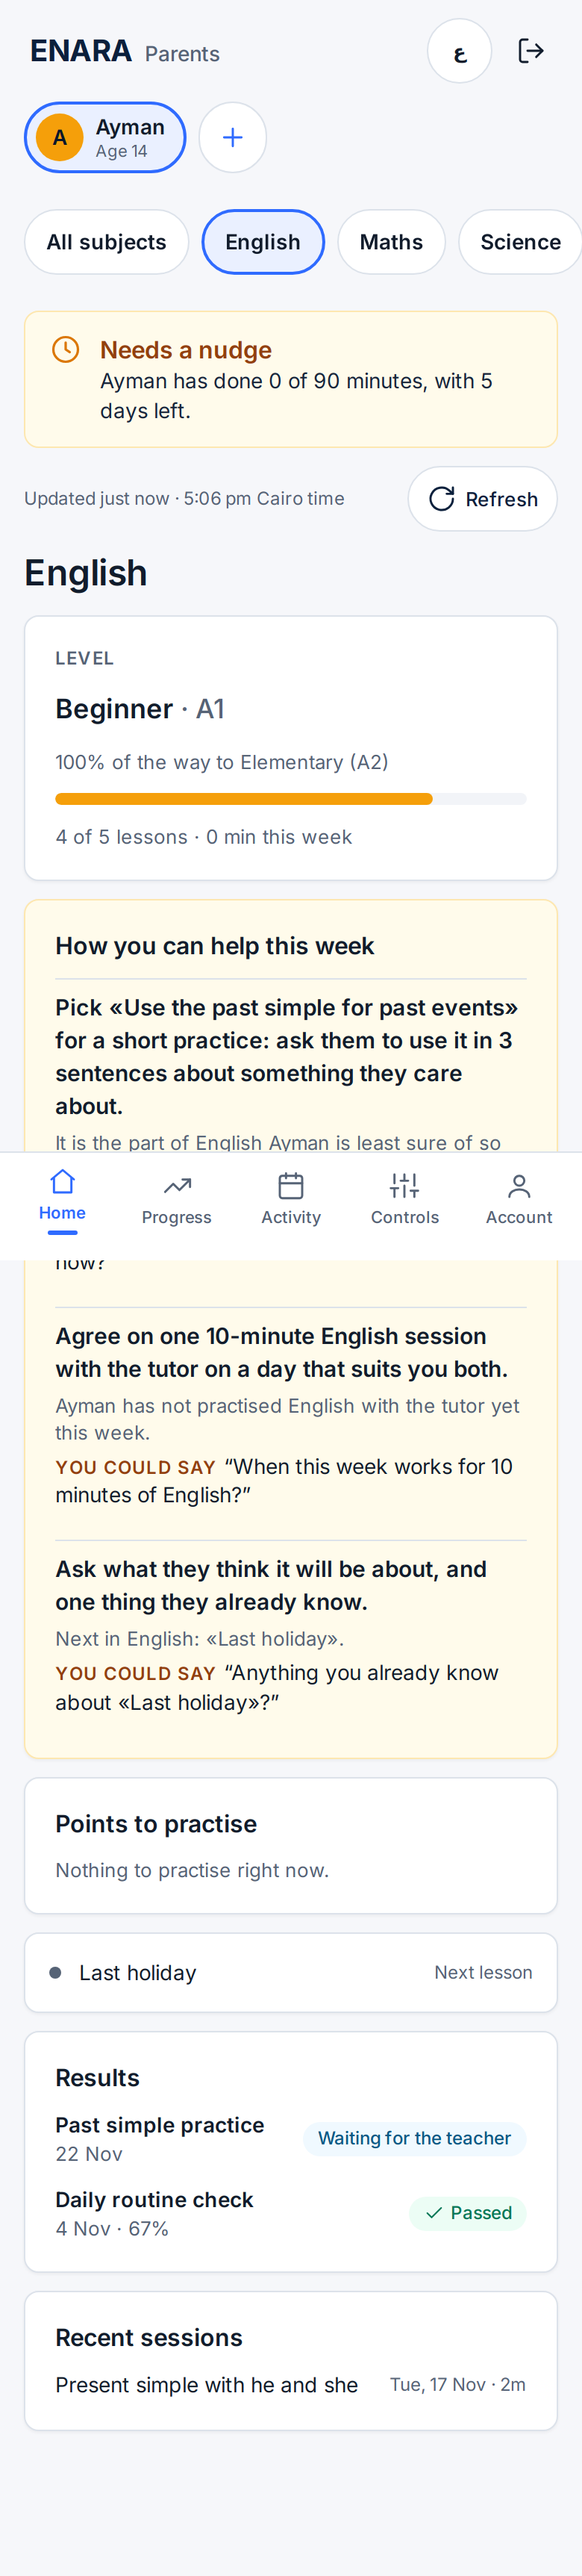 ENARA Parents
ع
A
Ayman
Age 14
All subjects
English
Maths
Science
Needs a nudge
Ayman has done 0 of 90 minutes, with 5
days left.
Updated just now · 5:06 pm Cairo time
Refresh
English
LEVEL
Beginner · A1
100% of the way to Elementary (A2)
4 of 5 lessons · 0 min this week
How you can help this week
Pick «Use the past simple for past events»
for a short practice: ask them to use it in 3
sentences about something they care
about.
It is the part of English Ayman is least sure of so
Home
Progress
Activity
Controls
Account
now?
Agree on one 10-minute English session
with the tutor on a day that suits you both.
Ayman has not practised English with the tutor yet
this week.
YOU COULD SAY “When this week works for 10
minutes of English?”
Ask what they think it will be about, and
one thing they already know.
Next in English: «Last holiday».
YOU COULD SAY “Anything you already know
about «Last holiday»?”
Points to practise
Nothing to practise right now.
Last holiday
Next lesson
Results
Past simple practice
22 Nov
Waiting for the teacher
Daily routine check
4 Nov · 67%
Passed
Recent sessions
Present simple with he and she
Tue, 17 Nov · 2m